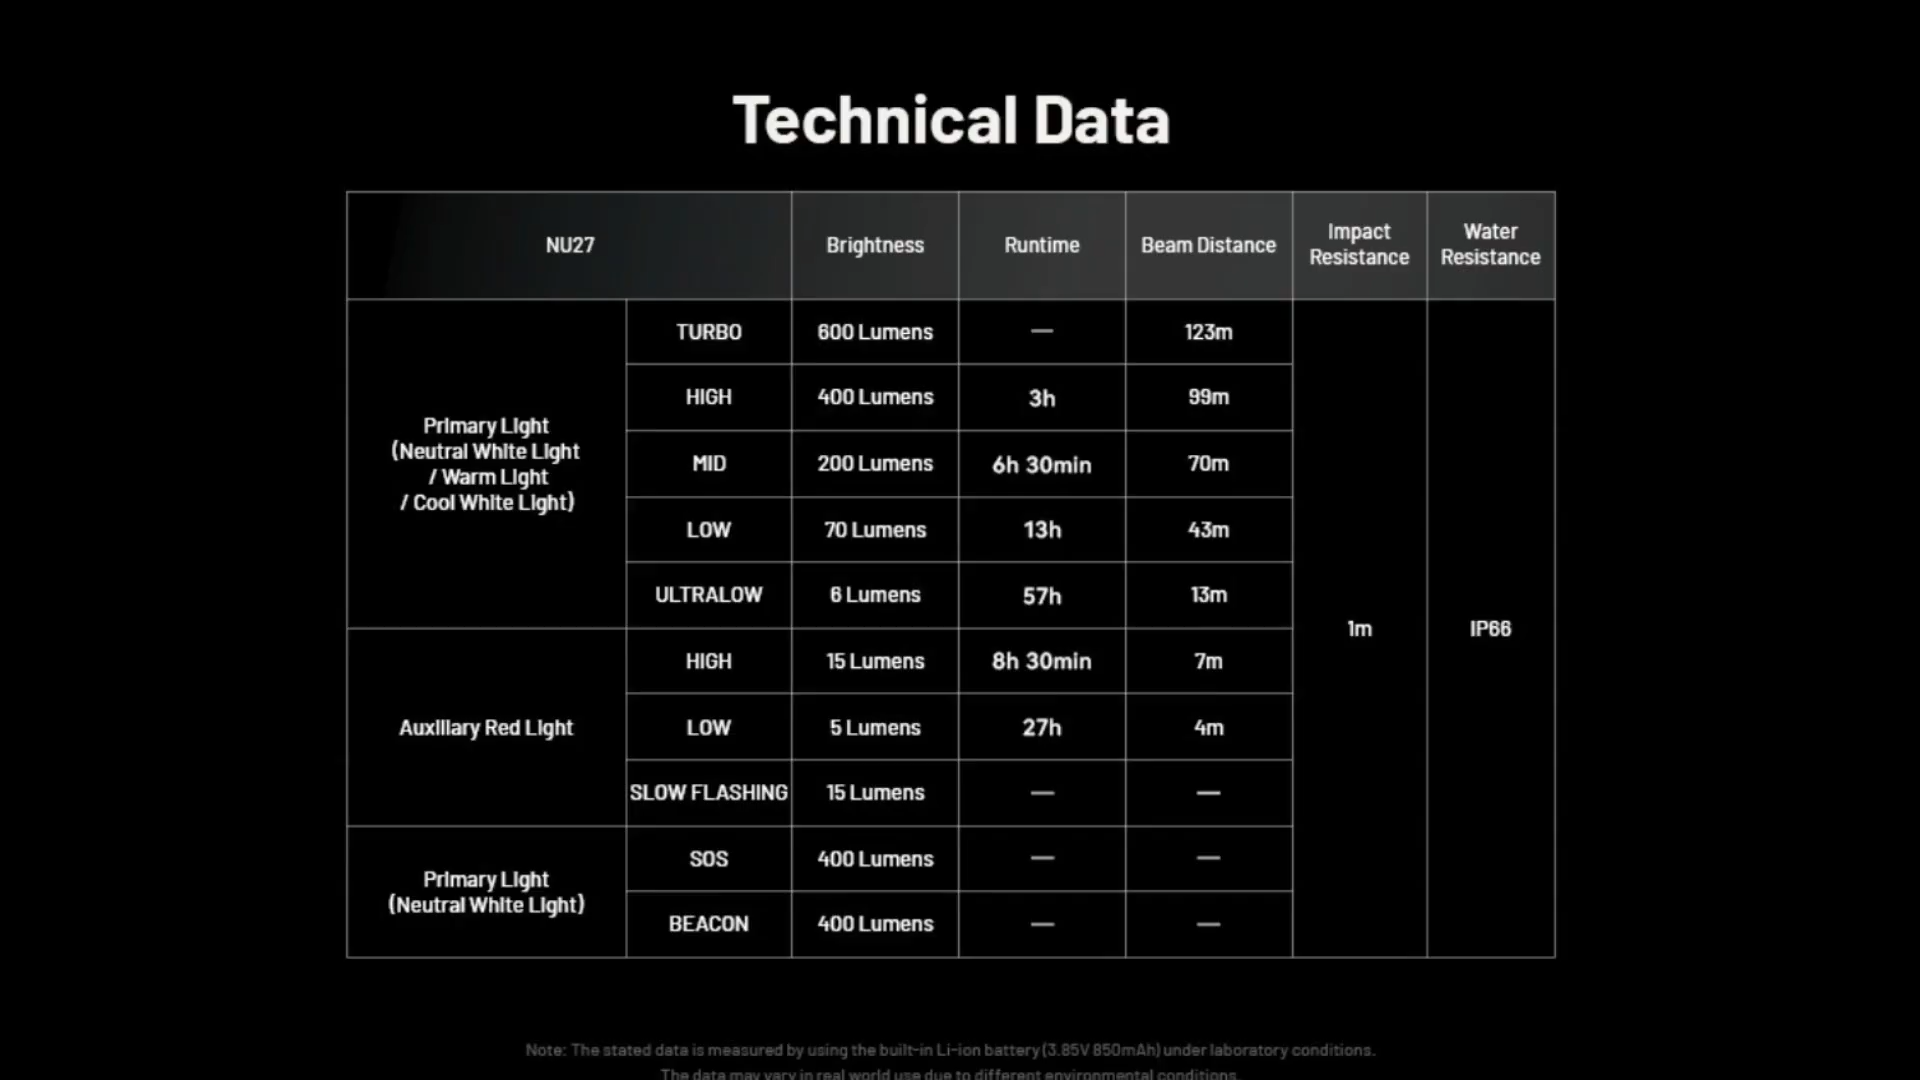 Technical Data
NU27 Brightness Runtime Beam Distance Impact Resistance Water Resistance
Primary Light
(Neutral White Light
/ Warm Light
/ Cool White Light)
TURBO 600 Lumens — 123m
HIGH 400 Lumens 3h 99m
MID 200 Lumens 6h 30min 70m
LOW 70 Lumens 13h 43m
ULTRALOW 6 Lumens 57h 13m
Auxiliary Red Light
HIGH 15 Lumens 8h 30min 7m
LOW 5 Lumens 27h 4m
SLOW FLASHING 15 Lumens — —
Primary Light
(Neutral White Light)
SOS 400 Lumens — —
BEACON 400 Lumens — —
1m IP66
Note: The stated data is measured by using the built-in Li-ion battery (3.85V 850mAh) under laboratory conditions.
The data may vary in real world use due to different environmental conditions.